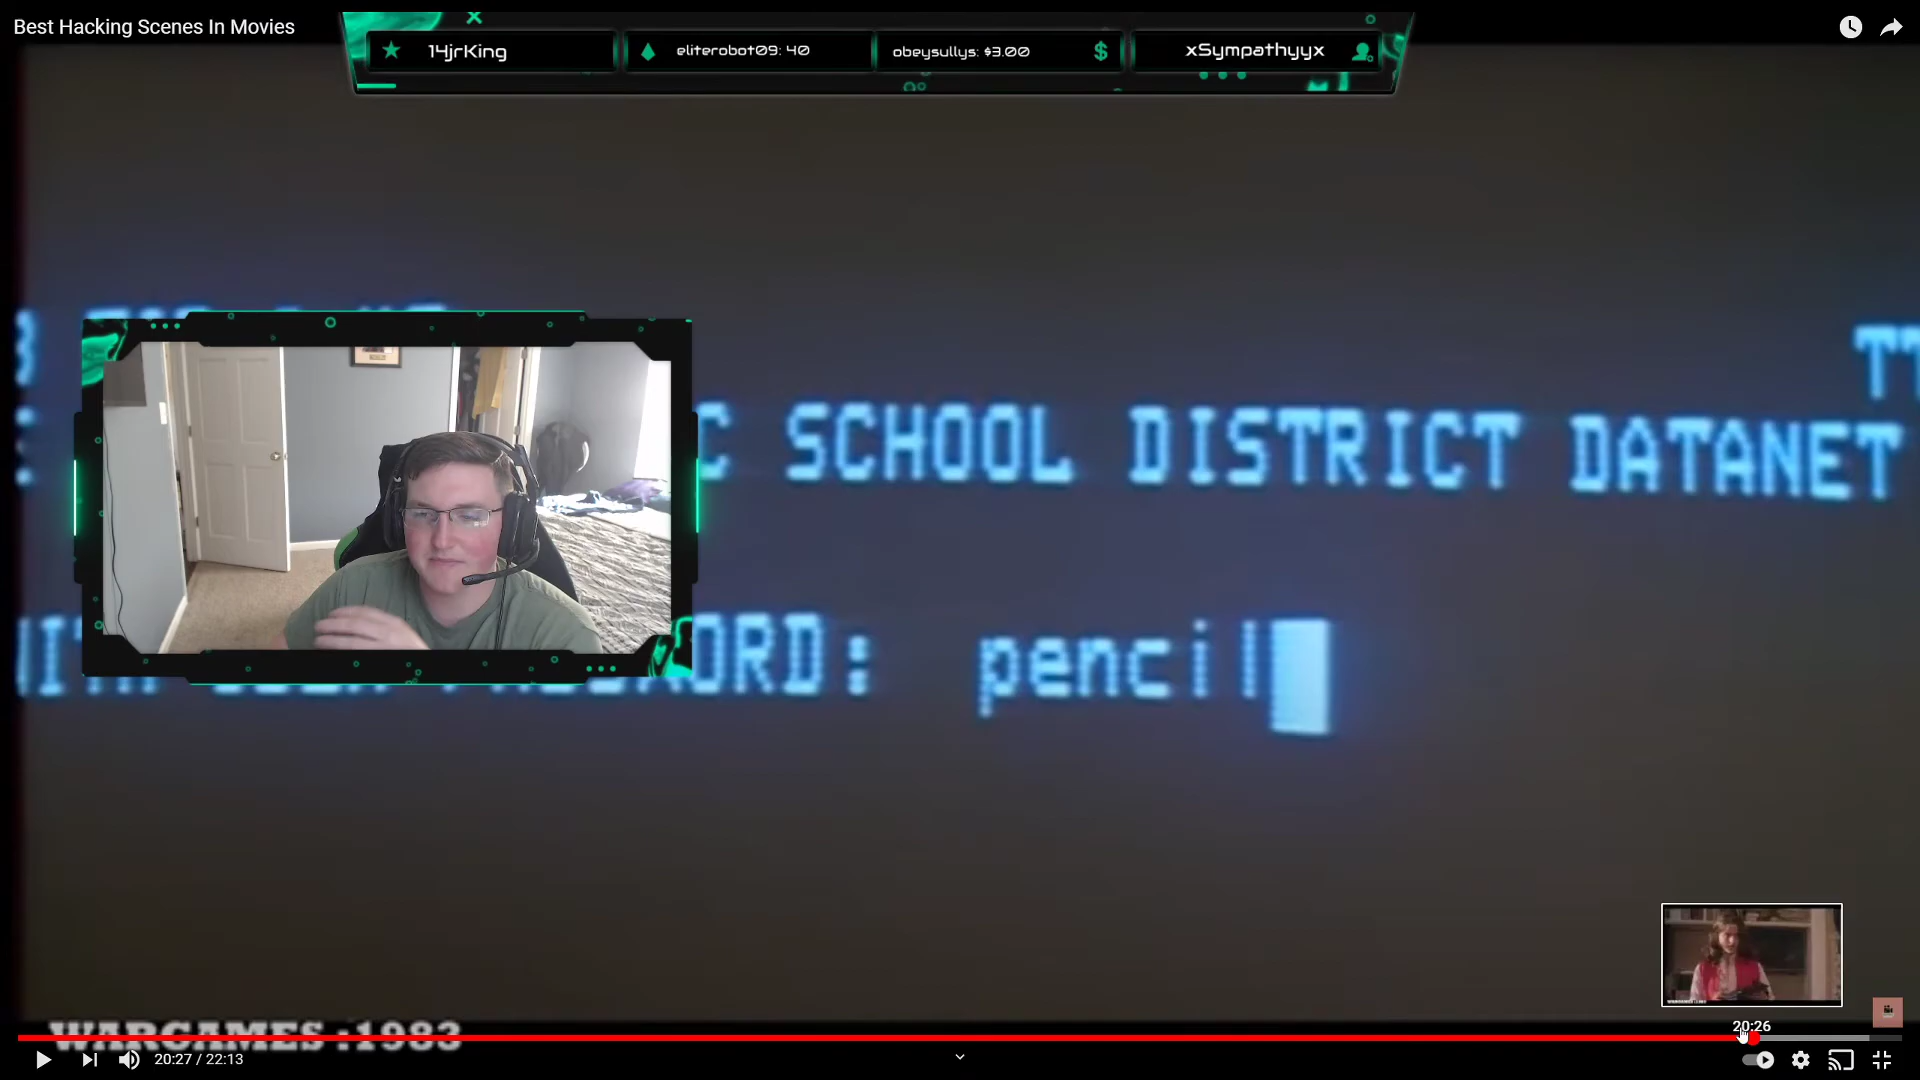 Best Hacking Scenes In Movies
14jrKing
eliterobot09: 40
obeysullys: $3.00
$
xSympathyyx
C SCHOOL DISTRICT DATANET
ORD: pencil
WARGAMES :1983
20:26
20:27 / 22:13